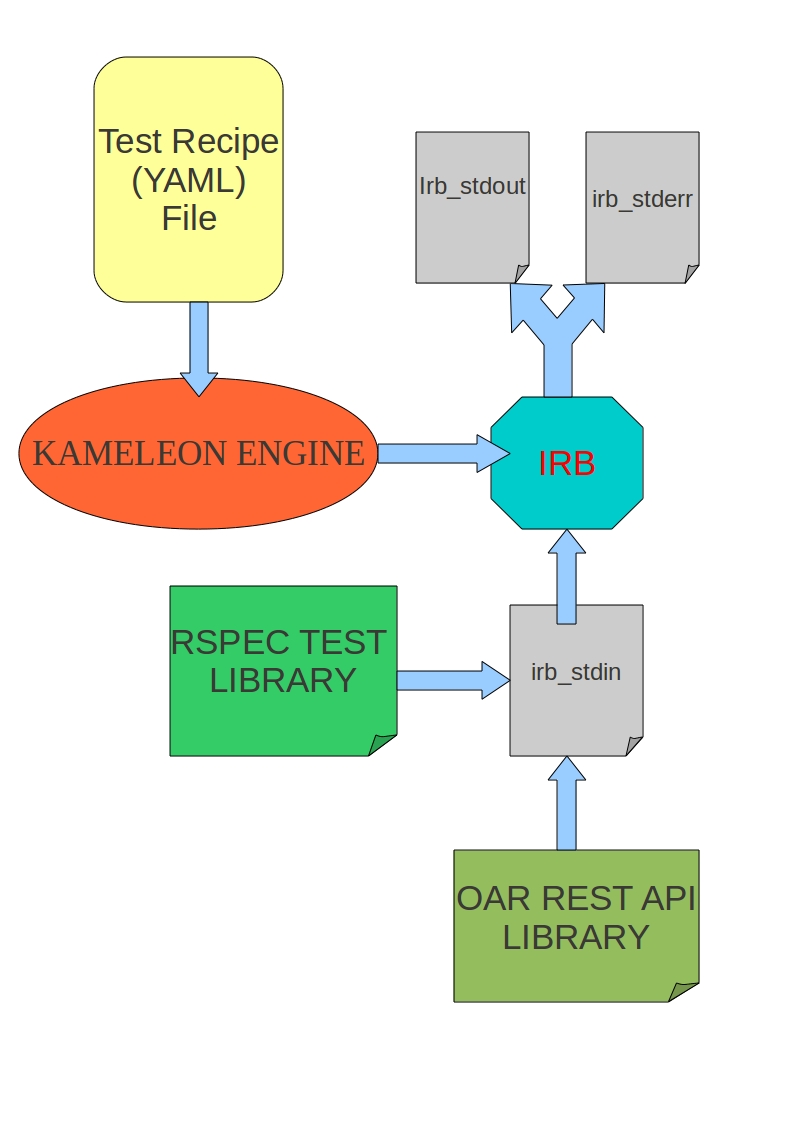 Test Recipe
(YAML)
File
Irb_stdout
irb_stderr
KAMELEON ENGINE
IRB
RSPEC TEST
LIBRARY
irb_stdin
OAR REST API
LIBRARY